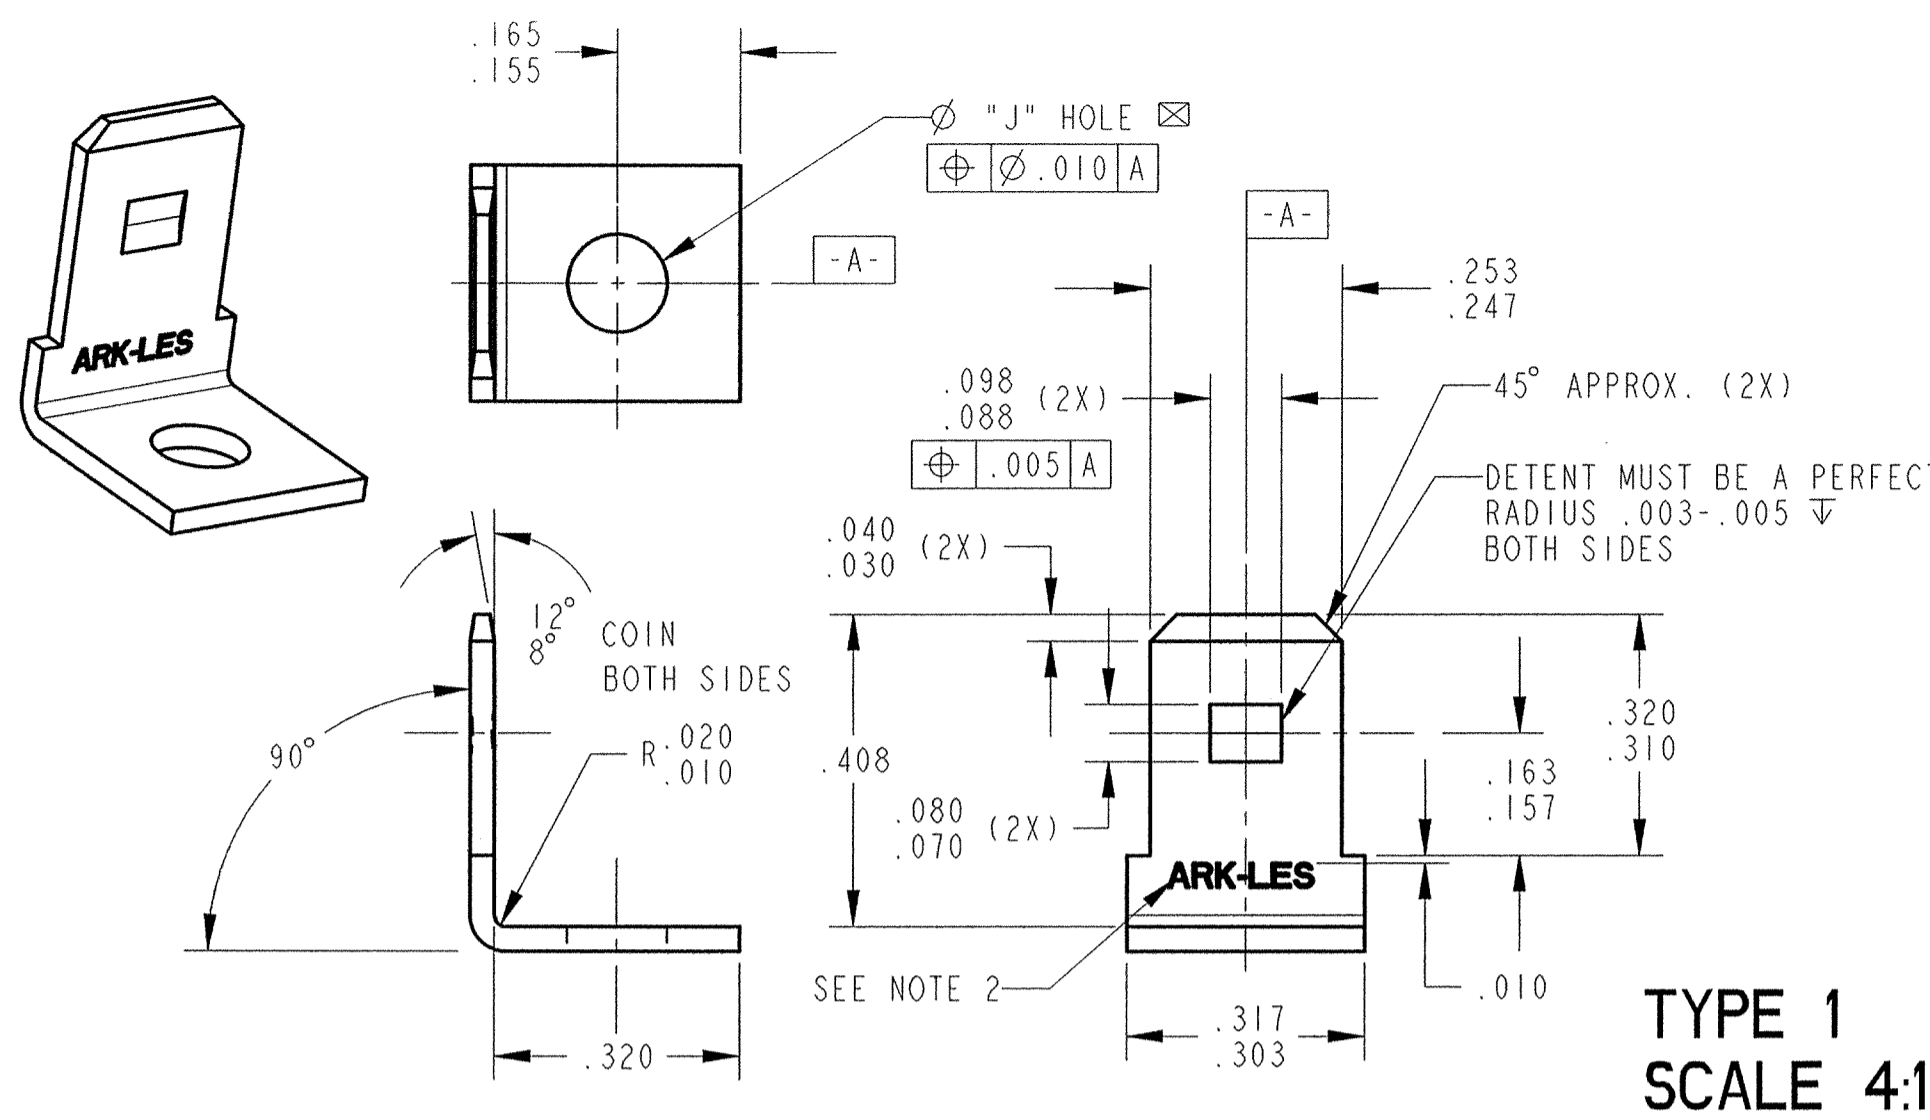 .165
.155
Ø "J" HOLE ☒
⌖ Ø.010 A
-A-
-A-
.253
.247
.098
.088 (2X)
⌖ .005 A
45° APPROX. (2X)
DETENT MUST BE A PERFEC
RADIUS .003-.005 ↧
BOTH SIDES
.040
.030 (2X)
12°
8°
COIN
BOTH SIDES
90°
R .020
.010
.408
.080
.070 (2X)
.320
.310
.163
.157
ARK-LES
ARK-LES
SEE NOTE 2
.010
.317
.303
.320
TYPE 1
SCALE 4:1